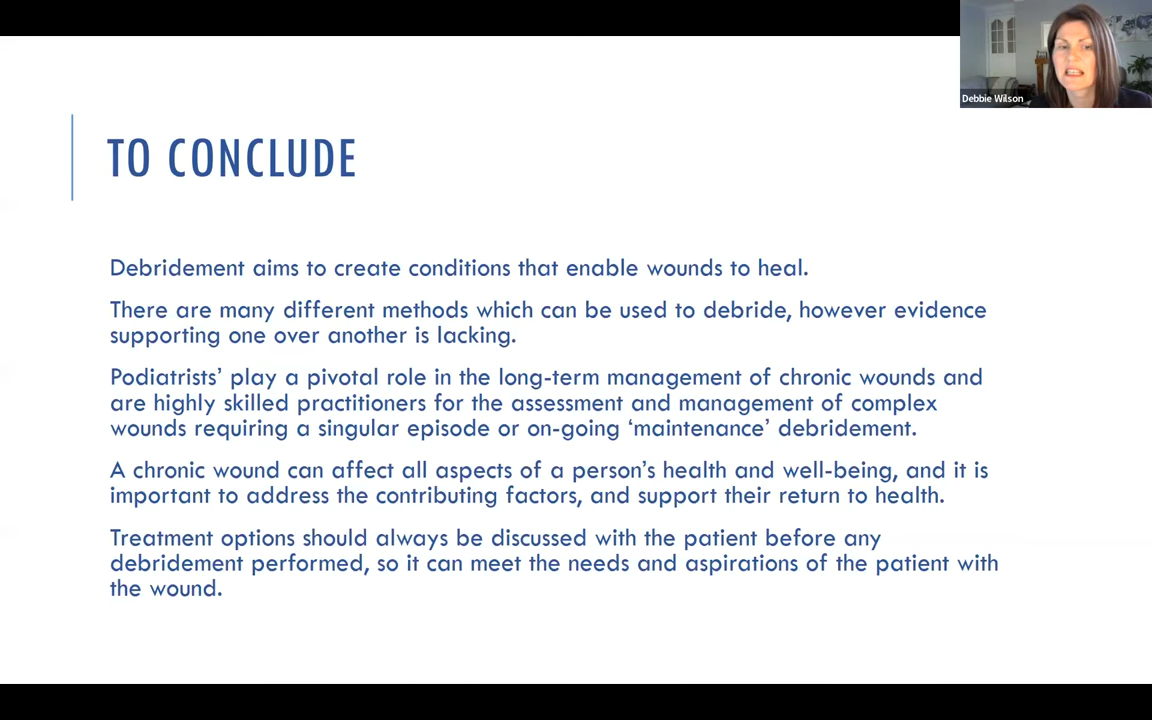 Debbie Wilson
TO CONCLUDE
Debridement aims to create conditions that enable wounds to heal.
There are many different methods which can be used to debride, however evidence
supporting one over another is lacking.
Podiatrists’ play a pivotal role in the long-term management of chronic wounds and
are highly skilled practitioners for the assessment and management of complex
wounds requiring a singular episode or on-going ‘maintenance’ debridement.
A chronic wound can affect all aspects of a person’s health and well-being, and it is
important to address the contributing factors, and support their return to health.
Treatment options should always be discussed with the patient before any
debridement performed, so it can meet the needs and aspirations of the patient with
the wound.